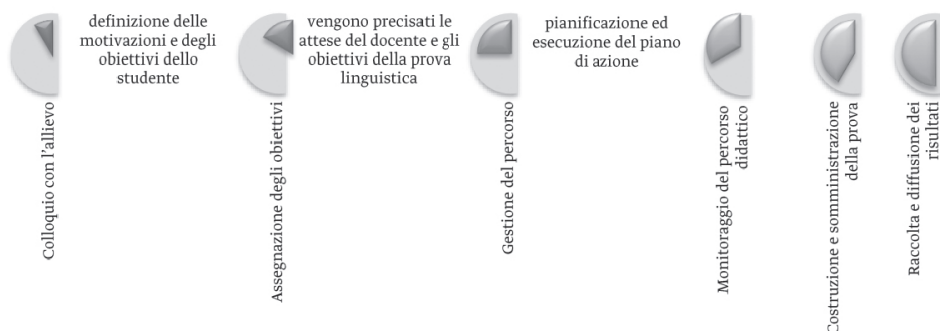 definizione delle
motivazioni e degli
obiettivi dello
studente
vengono precisati le
attese del docente e gli
obiettivi della prova
linguistica
pianificazione ed
esecuzione del piano
di azione
Colloquio con l’allievo
Assegnazione degli obiettivi
Gestione del percorso
Monitoraggio del percorso
didattico
Costruzione e somministrazione
della prova
Raccolta e diffusione dei
risultati